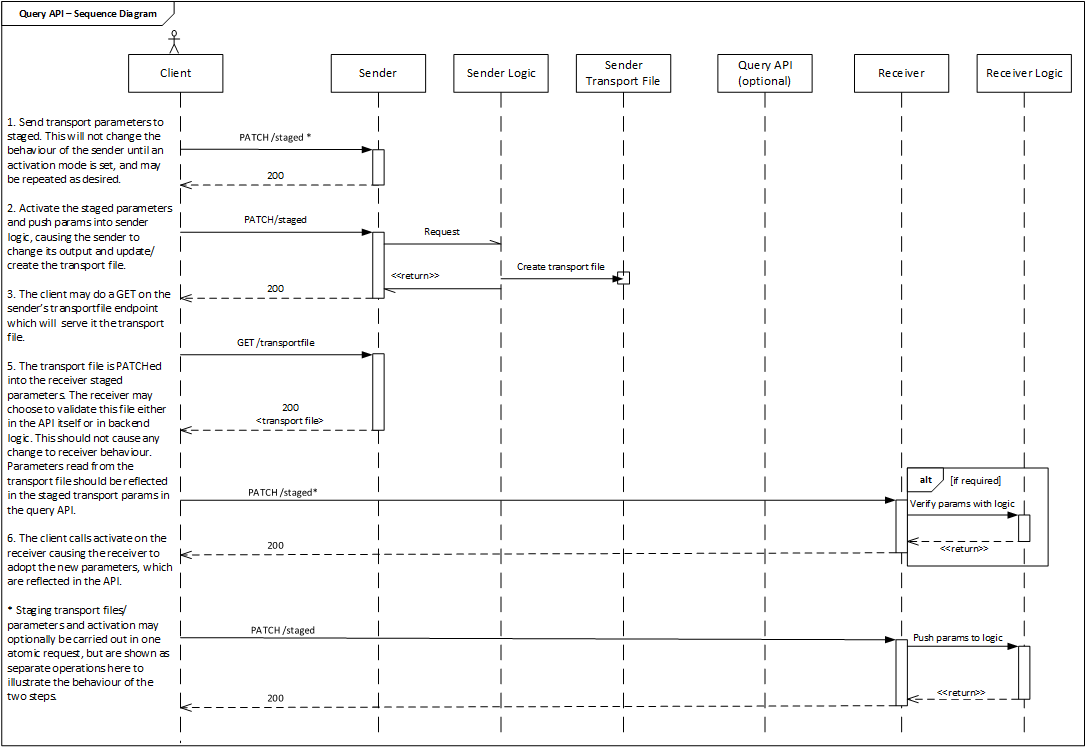 Query API – Sequence Diagram
Client
Sender
Sender Logic
Sender
Transport File
Query API
(optional)
Receiver
Receiver Logic
1. Send transport parameters to
staged. This will not change the
behaviour of the sender until an
activation mode is set, and may
be repeated as desired.
PATCH /staged *
200
2. Activate the staged parameters
and push params into sender
logic, causing the sender to
change its output and update/
create the transport file.
PATCH/staged
Request
Create transport file
<<return>>
200
3. The client may do a GET on the
sender's transportfile endpoint
which will serve it the transport
file.
GET /transportfile
200
<transport file>
5. The transport file is PATCHed
into the receiver staged
parameters. The receiver may
choose to validate this file either
in the API itself or in backend
logic. This should not cause any
change to receiver behaviour.
Parameters read from the
transport file should be reflected
in the staged transport params in
the query API.
PATCH /staged*
alt
[if required]
Verify params with logic
<<return>>
200
6. The client calls activate on the
receiver causing the receiver to
adopt the new parameters, which
are reflected in the API.
* Staging transport files/
parameters and activation may
optionally be carried out in one
atomic request, but are shown as
separate operations here to
illustrate the behaviour of the
two steps.
PATCH /staged
Push params to logic
<<return>>
200